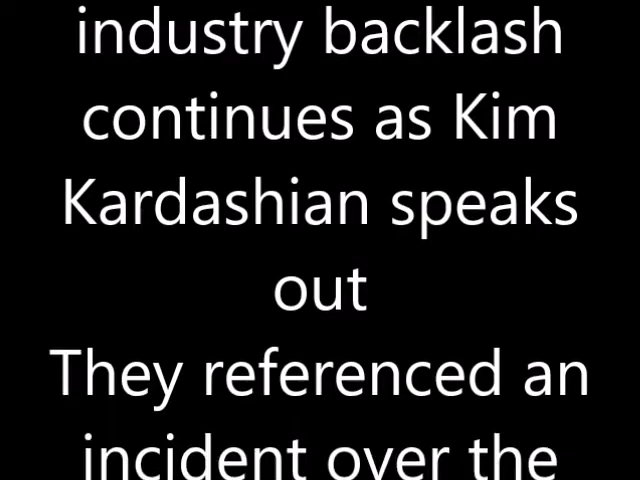 industry backlash
continues as Kim
Kardashian speaks
out
They referenced an
incident over the